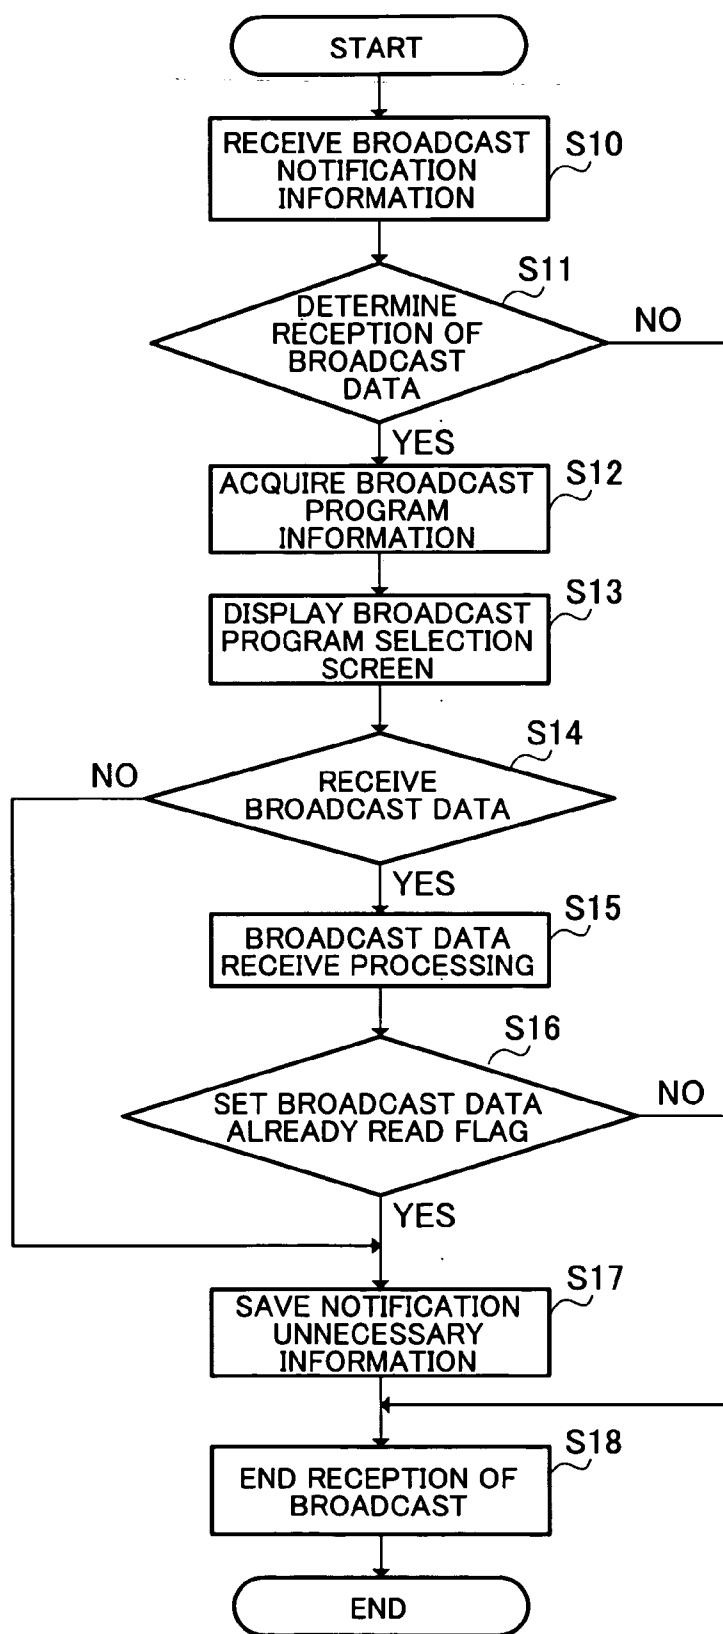 START
RECEIVE BROADCAST
NOTIFICATION
INFORMATION
S10
S11
DETERMINE
RECEPTION OF
BROADCAST
DATA
NO
YES
S12
ACQUIRE BROADCAST
PROGRAM
INFORMATION
S13
DISPLAY BROADCAST
PROGRAM SELECTION
SCREEN
S14
NO
RECEIVE
BROADCAST DATA
YES
S15
BROADCAST DATA
RECEIVE PROCESSING
S16
SET BROADCAST DATA
ALREADY READ FLAG
NO
YES
S17
SAVE NOTIFICATION
UNNECESSARY
INFORMATION
S18
END RECEPTION OF
BROADCAST
END